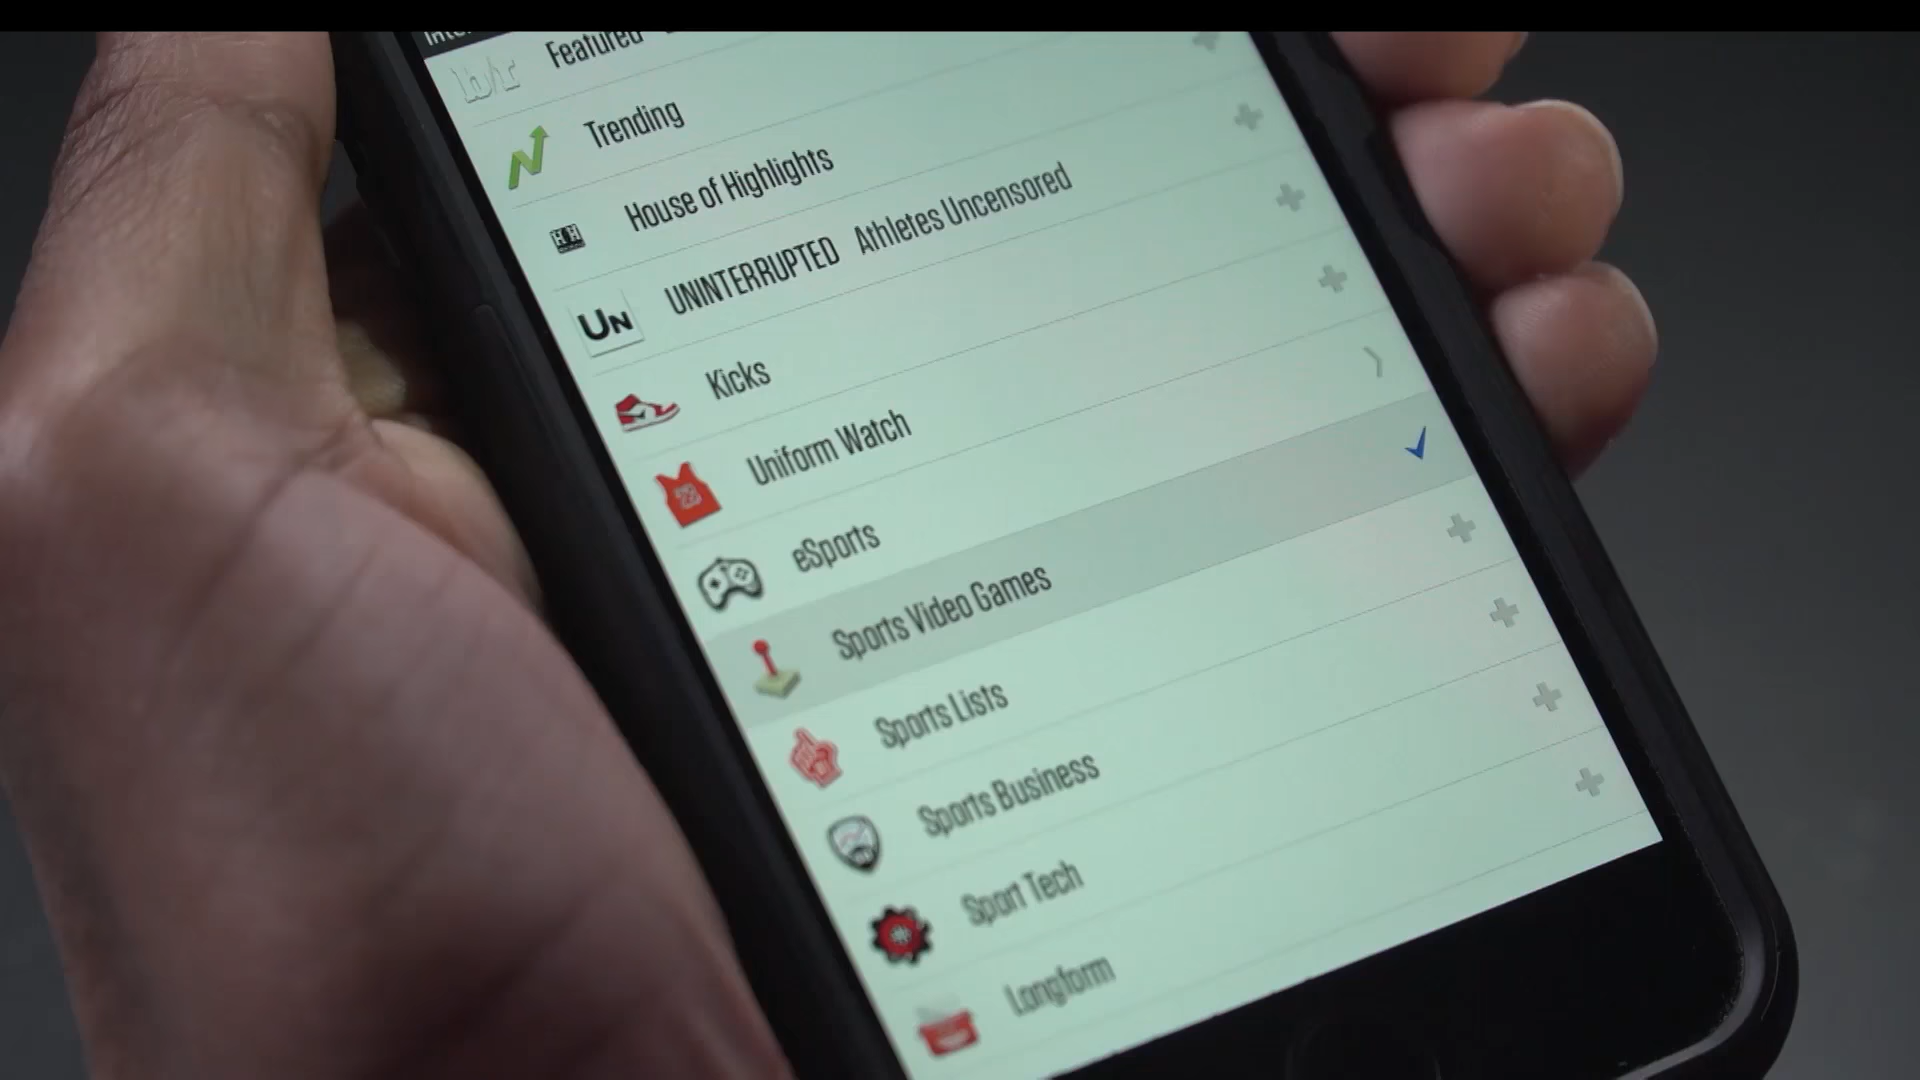 b/r Featured
Trending
House of Highlights
UN UNINTERRUPTED Athletes Uncensored
Kicks
23 Uniform Watch
eSports
Sports Video Games
Sports Lists
Sports Business
Sport Tech
Longform